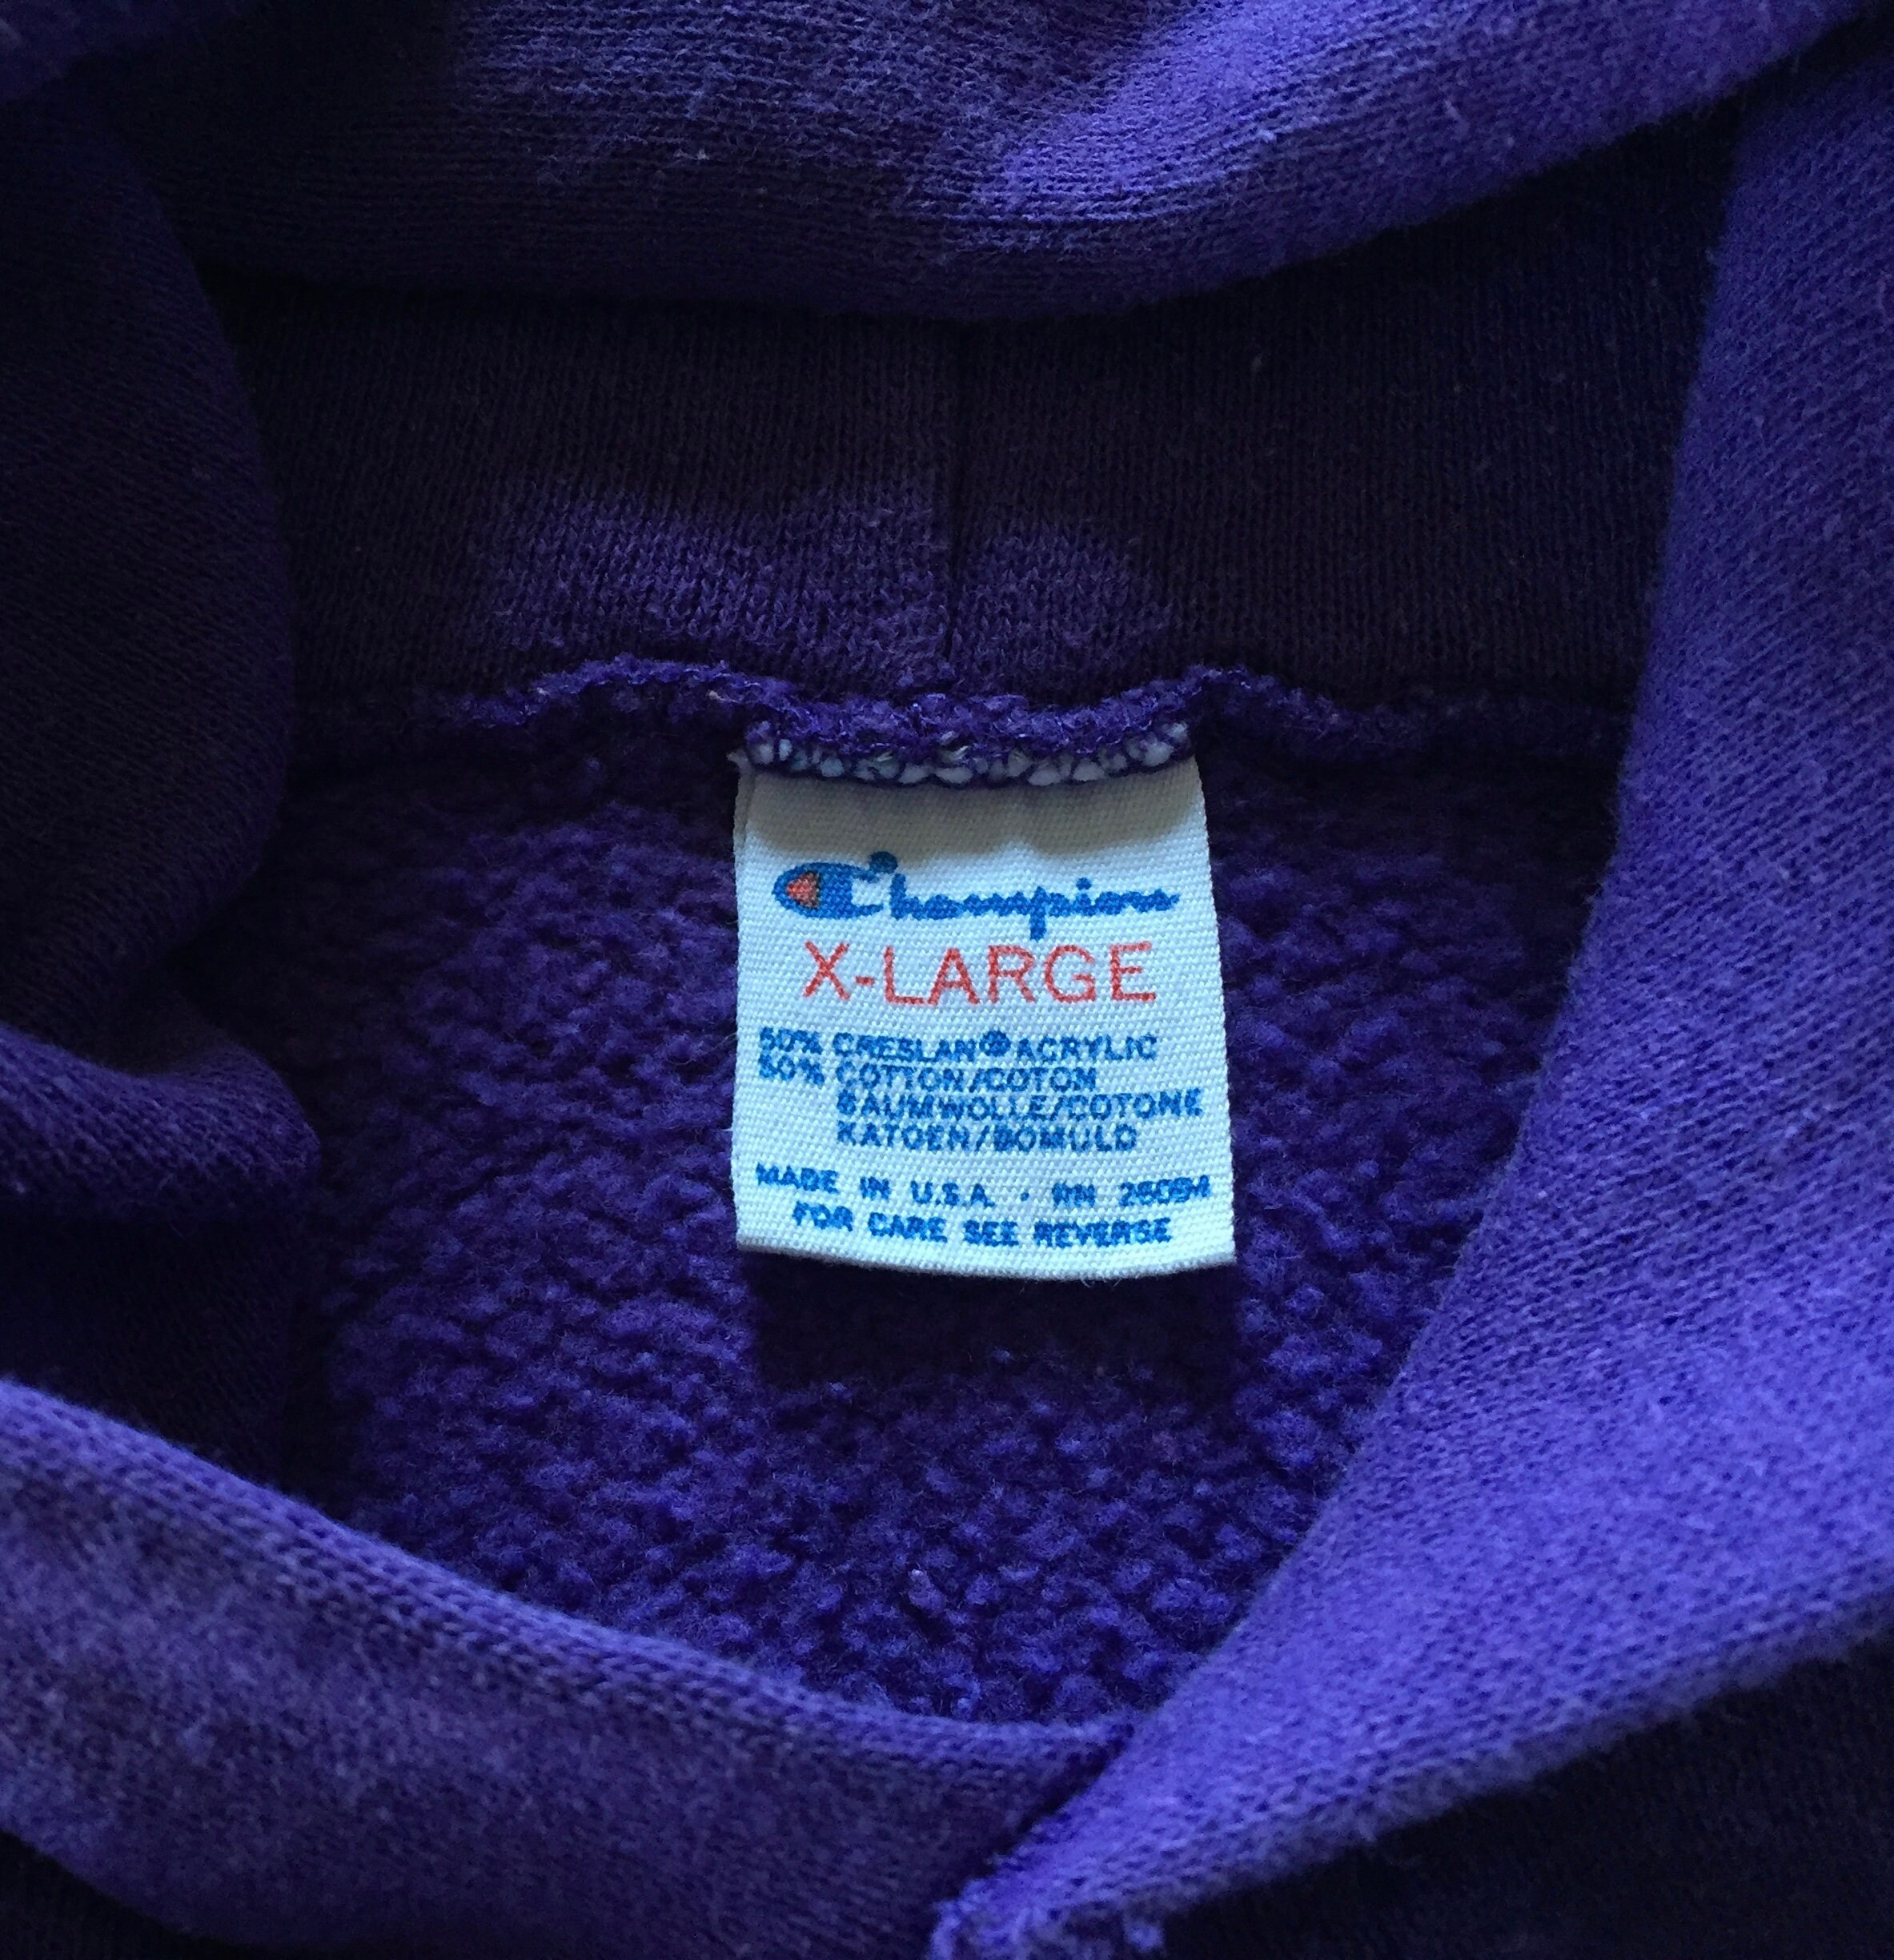 Champion
X-LARGE
50% CRESLAN® ACRYLIC
50% COTTON/COTON
BAUMWOLLE/COTONE
KATOEN/BOMULD
MADE IN U.S.A. · RN 26094
FOR CARE SEE REVERSE